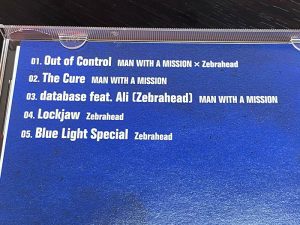 01. Out of Control MAN WITH A MISSION × Zebrahead
02. The Cure MAN WITH A MISSION
03. database feat. Ali (Zebrahead) MAN WITH A MISSION
04. Lockjaw Zebrahead
05. Blue Light Special Zebrahead